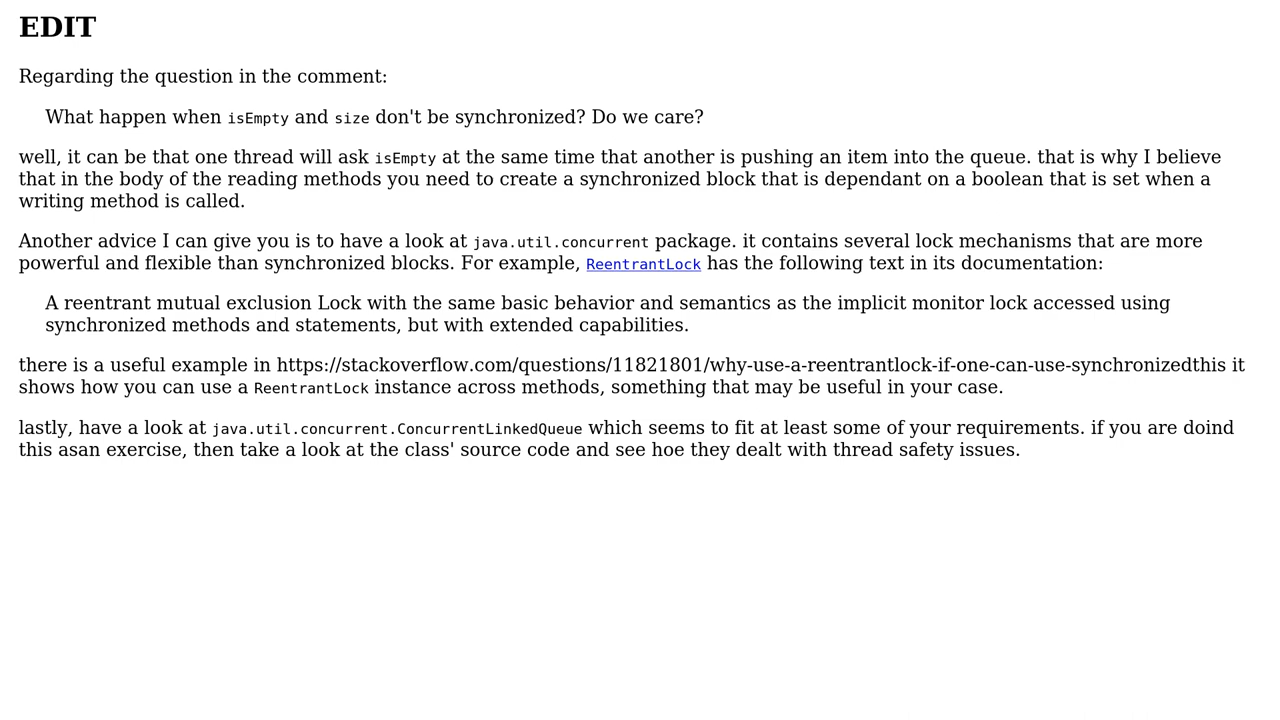 EDIT
Regarding the question in the comment:
What happen when isEmpty and size don't be synchronized? Do we care?
well, it can be that one thread will ask isEmpty at the same time that another is pushing an item into the queue. that is why I believe
that in the body of the reading methods you need to create a synchronized block that is dependant on a boolean that is set when a
writing method is called.
Another advice I can give you is to have a look at java.util.concurrent package. it contains several lock mechanisms that are more
powerful and flexible than synchronized blocks. For example, ReentrantLock has the following text in its documentation:
A reentrant mutual exclusion Lock with the same basic behavior and semantics as the implicit monitor lock accessed using
synchronized methods and statements, but with extended capabilities.
there is a useful example in https://stackoverflow.com/questions/11821801/why-use-a-reentrantlock-if-one-can-use-synchronizedthis it
shows how you can use a ReentrantLock instance across methods, something that may be useful in your case.
lastly, have a look at java.util.concurrent.ConcurrentLinkedQueue which seems to fit at least some of your requirements. if you are doind
this asan exercise, then take a look at the class' source code and see hoe they dealt with thread safety issues.